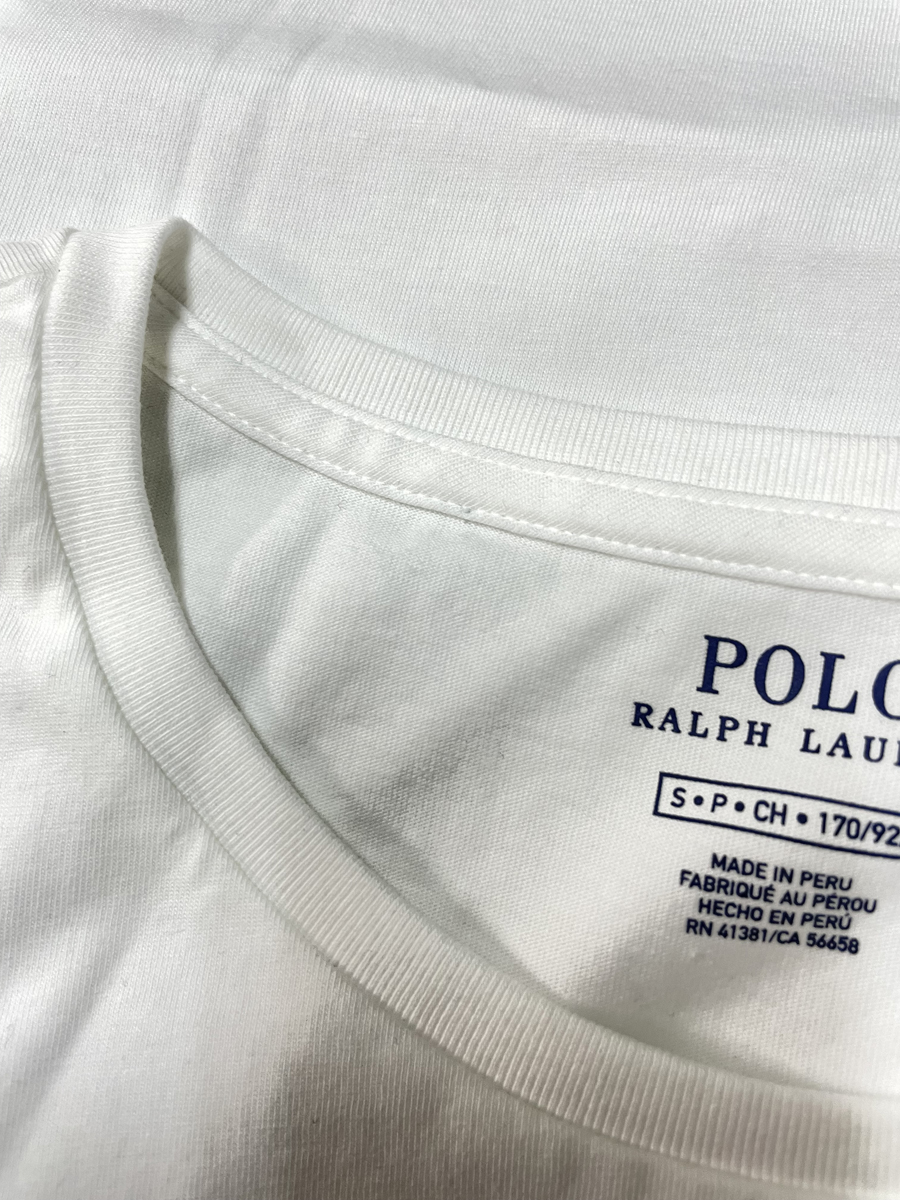 POLO
RALPH LAU
S • P • CH • 170/92
MADE IN PERU
FABRIQUÉ AU PÉROU
HECHO EN PERÚ
RN 41381/CA 56658